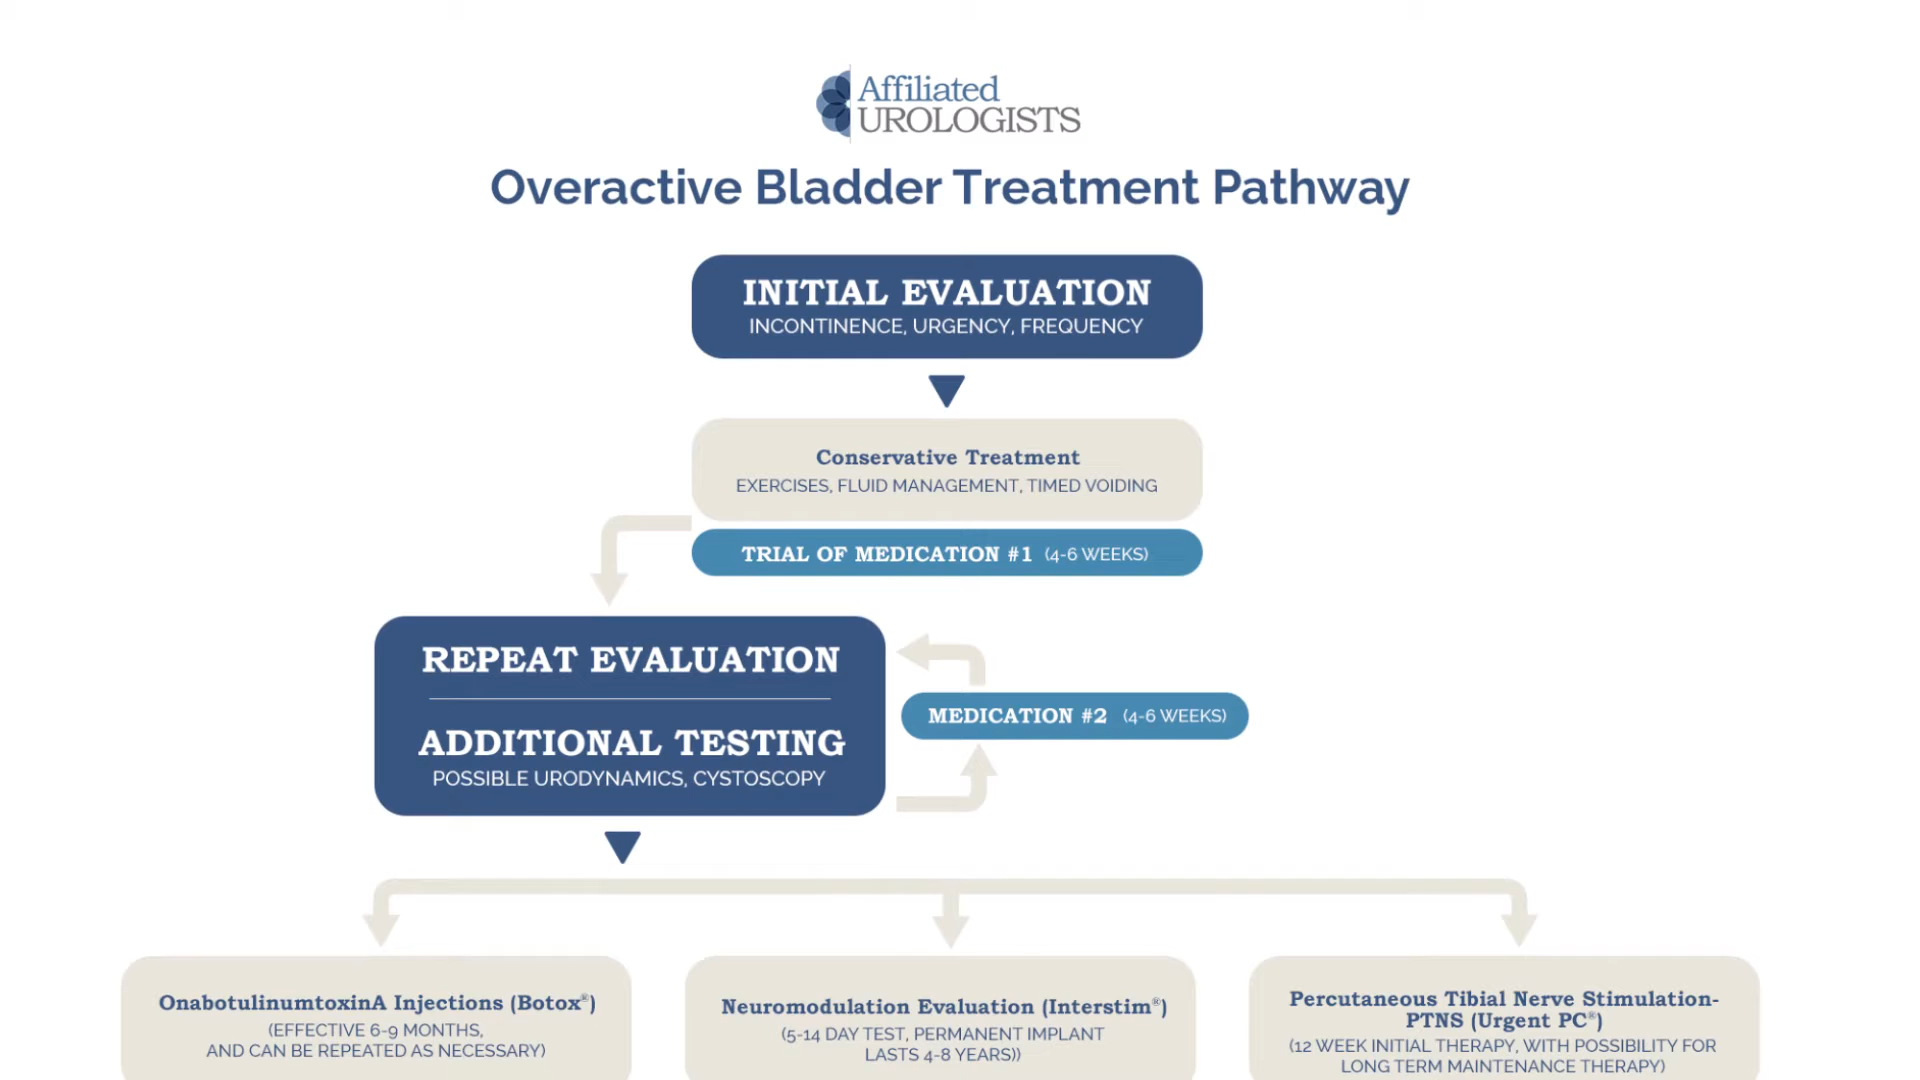 Affiliated
UROLOGISTS
Overactive Bladder Treatment Pathway
INITIAL EVALUATION
INCONTINENCE, URGENCY, FREQUENCY
Conservative Treatment
EXERCISES, FLUID MANAGEMENT, TIMED VOIDING
TRIAL OF MEDICATION #1 (4-6 WEEKS)
REPEAT EVALUATION
ADDITIONAL TESTING
POSSIBLE URODYNAMICS, CYSTOSCOPY
MEDICATION #2 (4-6 WEEKS)
OnabotulinumtoxinA Injections (Botox®)
(EFFECTIVE 6-9 MONTHS,
AND CAN BE REPEATED AS NECESSARY)
Neuromodulation Evaluation (Interstim®)
(5-14 DAY TEST, PERMANENT IMPLANT
LASTS 4-8 YEARS))
Percutaneous Tibial Nerve Stimulation-
PTNS (Urgent PC®)
(12 WEEK INITIAL THERAPY, WITH POSSIBILITY FOR
LONG TERM MAINTENANCE THERAPY)